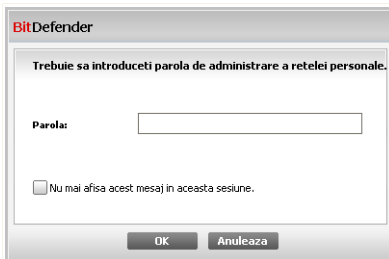 BitDefender
Trebuie sa introduceti parola de administrare a retelei personale.
Parola:
Nu mai afisa acest mesaj in aceasta sesiune.
OK Anuleaza